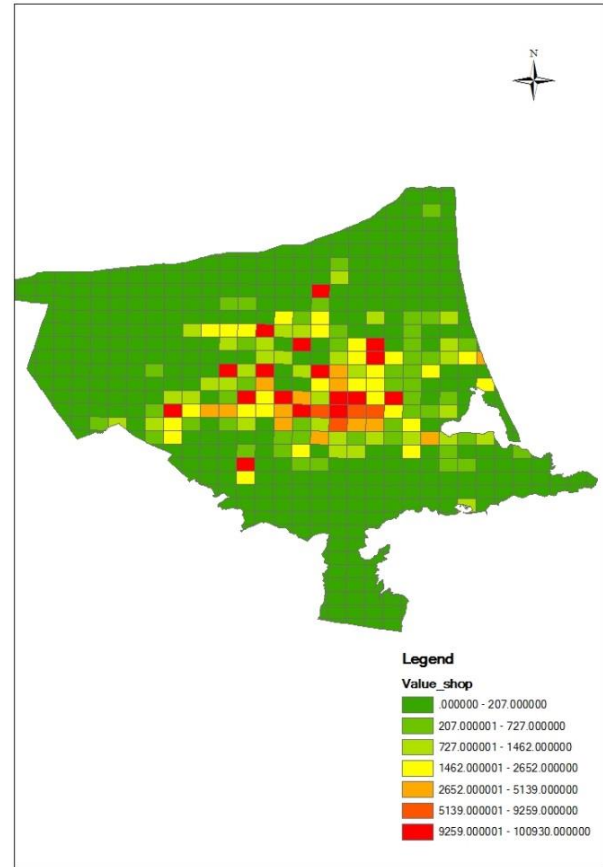 N
Legend
Value_shop
.000000 - 207.000000
207.000001 - 727.000000
727.000001 - 1462.000000
1462.000001 - 2652.000000
2652.000001 - 5139.000000
5139.000001 - 9259.000000
9259.000001 - 100930.000000